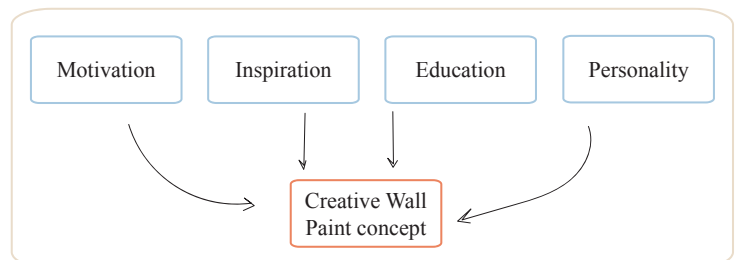 Motivation
Inspiration
Education
Personality
Creative Wall
Paint concept